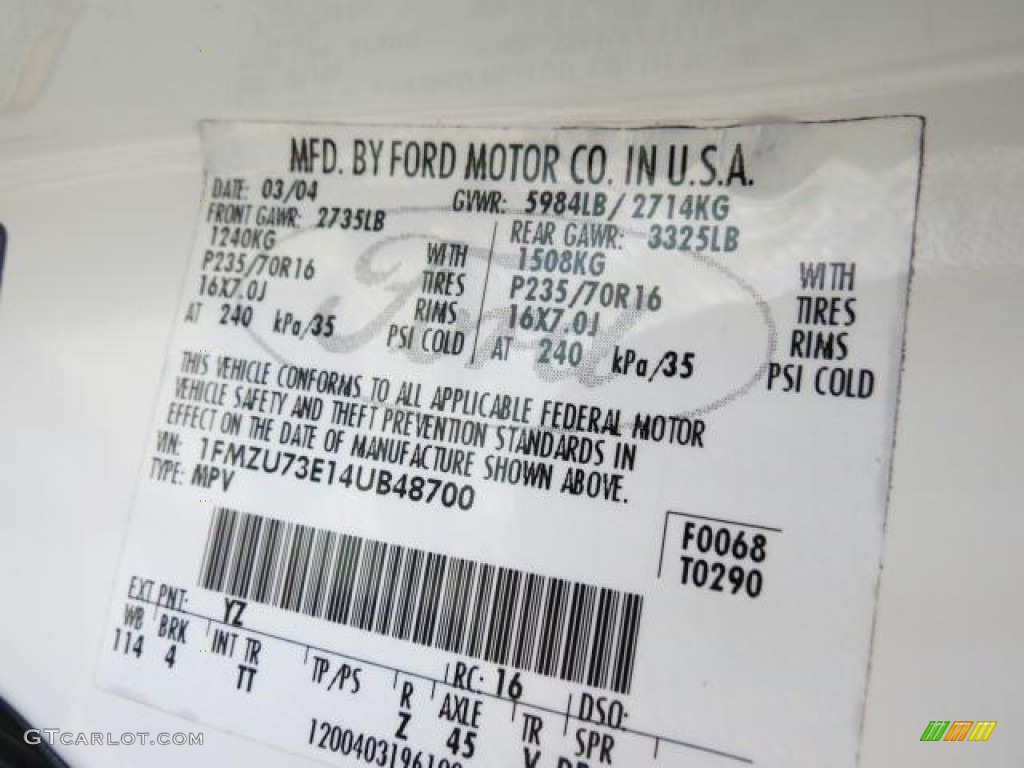 MFD. BY FORD MOTOR CO. IN U.S.A.
DATE: 03/04 GVWR: 5984LB/ 2714KG
FRONT GAWR: 2735LB REAR GAWR: 3325LB
1240KG WITH 1508KG WITH
P235/70R16 TIRES P235/70R16 TIRES
16X7.0J RIMS 16X7.0J RIMS
AT 240 kPa/35 PSI COLD AT 240 kPa/35 PSI COLD
Ford
THIS VEHICLE CONFORMS TO ALL APPLICABLE FEDERAL MOTOR
VEHICLE SAFETY AND THEFT PREVENTION STANDARDS IN
EFFECT ON THE DATE OF MANUFACTURE SHOWN ABOVE.
VIN: 1FMZU73E14UB48700
TYPE: MPV
F0068
T0290
EXT PNT: YZ RC: 16 DSO:
WB BRK INT TR TP/PS R AXLE TR SPR
114 4 TT Z 45
GTcarlot.com